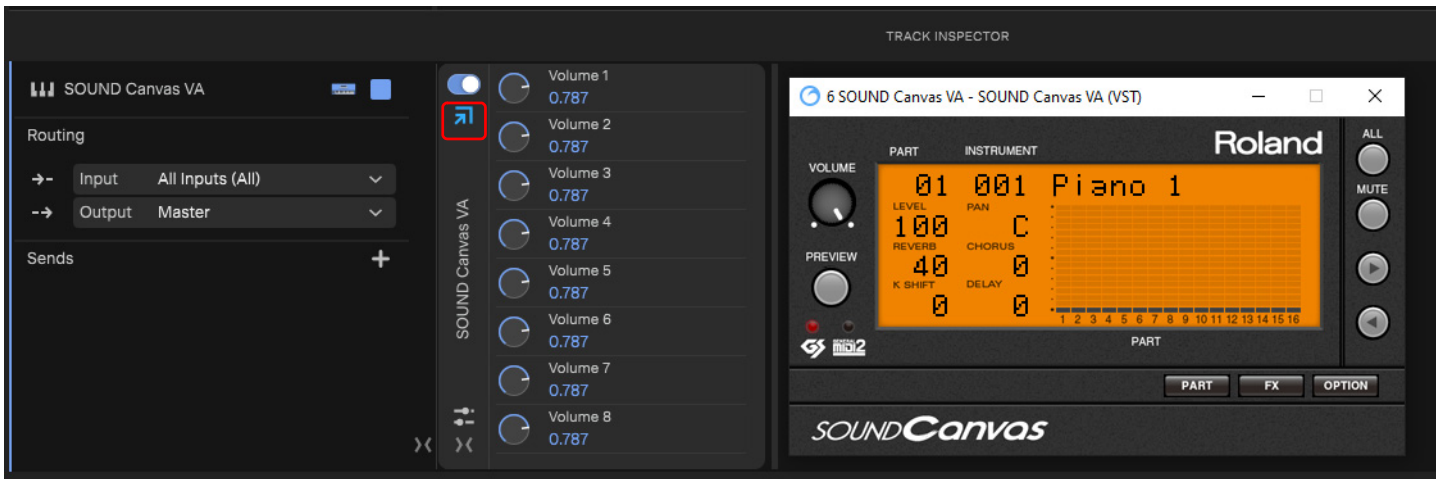 TRACK INSPECTOR
SOUND Canvas VA
Routing
Input All Inputs (All)
Output Master
Sends
SOUND Canvas VA
Volume 1
0.787
Volume 2
0.787
Volume 3
0.787
Volume 4
0.787
Volume 5
0.787
Volume 6
0.787
Volume 7
0.787
Volume 8
0.787
6 SOUND Canvas VA - SOUND Canvas VA (VST)
Roland
PART INSTRUMENT
VOLUME
01 001 Piano 1
LEVEL PAN
100 C
REVERB CHORUS
40 0
K SHIFT DELAY
0 0
1 2 3 4 5 6 7 8 9 10 11 12 13 14 15 16
PART
PREVIEW
GS GENERAL MIDI2
ALL
MUTE
PART FX OPTION
SOUND Canvas